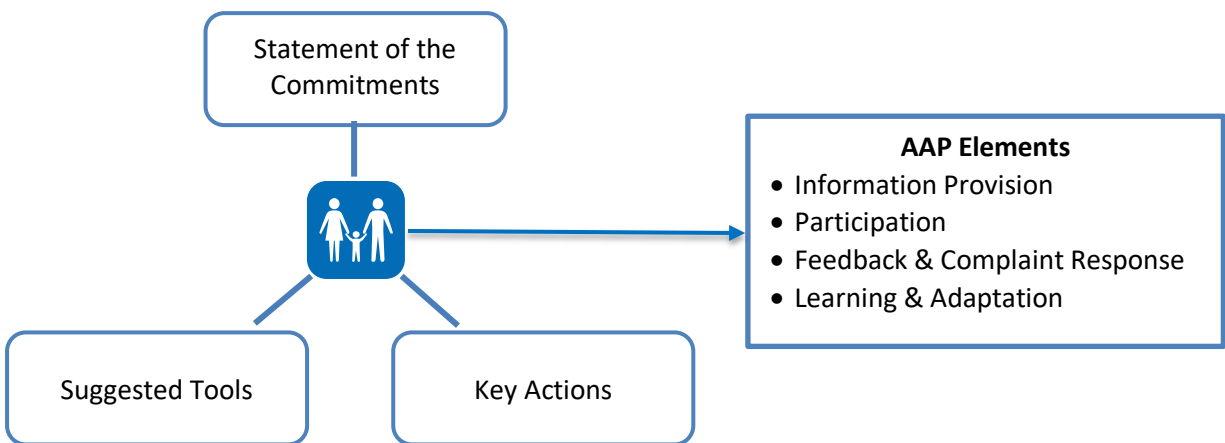 Statement of the
Commitments
AAP Elements
• Information Provision
• Participation
• Feedback & Complaint Response
• Learning & Adaptation
Suggested Tools
Key Actions